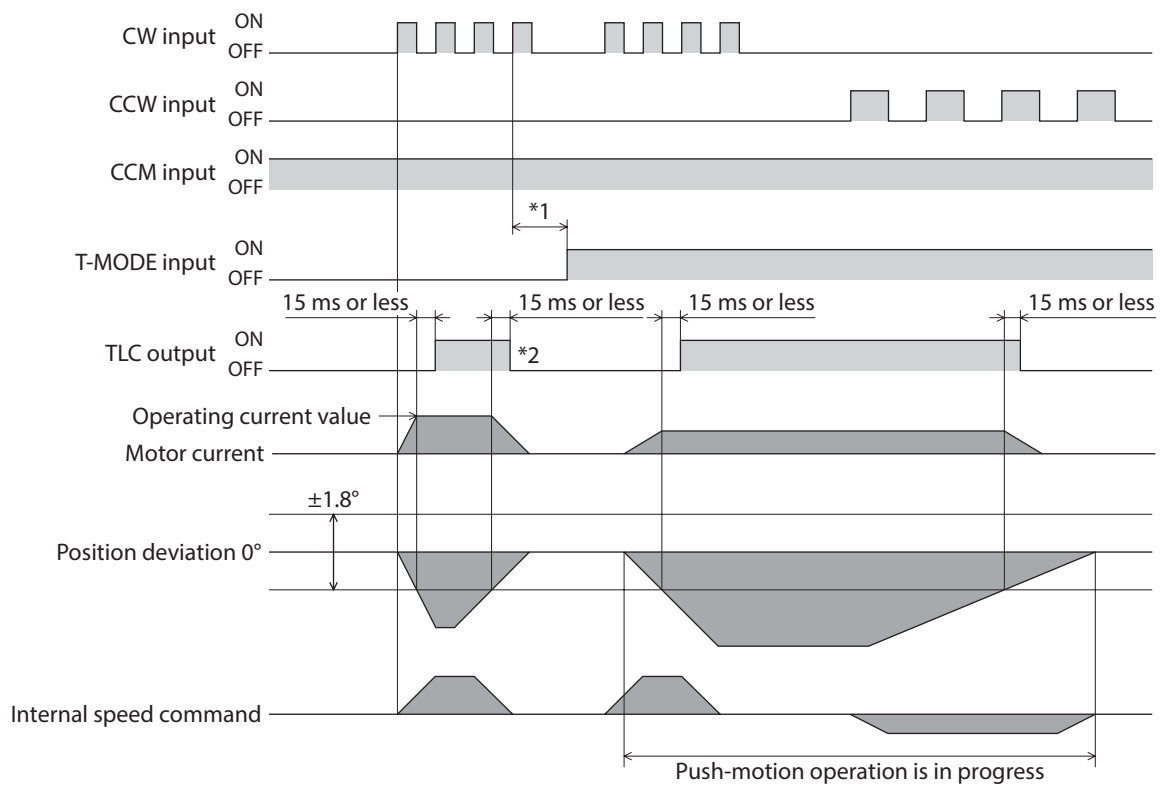 CW input ON
OFF
CCW input ON
OFF
CCM input ON
OFF
*1
T-MODE input ON
OFF
15 ms or less 15 ms or less 15 ms or less 15 ms or less
TLC output ON
OFF
*2
Operating current value
Motor current
±1.8°
Position deviation 0°
Internal speed command
Push-motion operation is in progress